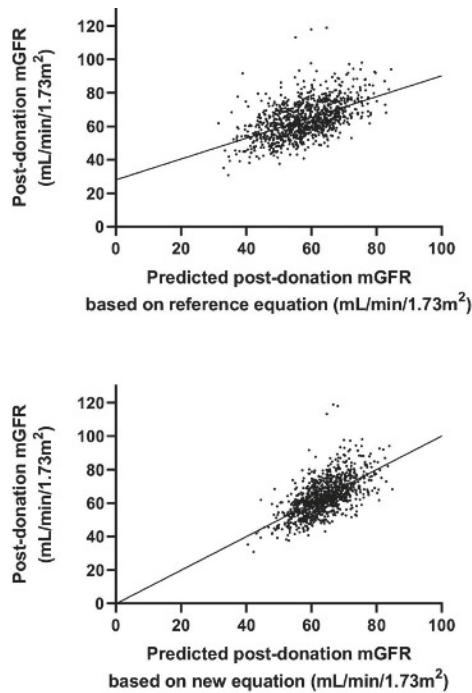 Post-donation mGFR
(mL/min/1.73m²)
120
100
80
60
40
20
0
0 20 40 60 80 100
Predicted post-donation mGFR
based on reference equation (mL/min/1.73m²)
Post-donation mGFR
(mL/min/1.73m²)
120
100
80
60
40
20
0
0 20 40 60 80 100
Predicted post-donation mGFR
based on new equation (mL/min/1.73m²)